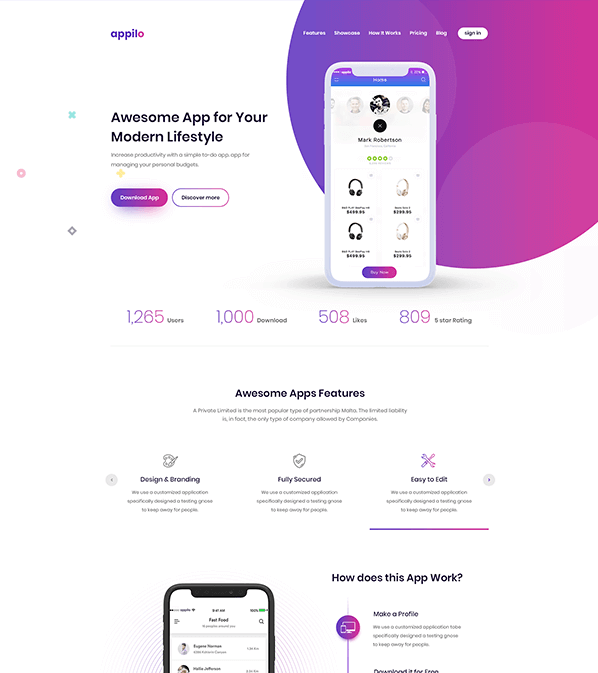 appilo
Features Showcase How It Works Pricing Blog sign in
Home
Awesome App for Your
Modern Lifestyle
Increase productivity with a simple to-do app. app for
managing your personal budgets.
Download App Discover more
Mark Robertson
$499.95 $299.95
$499.95 $299.95
Buy Now
1,265 Users 1,000 Download 508 Likes 809 5 star Rating
Awesome Apps Features
A Private Limited is the most popular type of partnership Malta. The limited liability
is, in fact, the only type of company allowed by Companies.
Design & Branding Fully Secured Easy to Edit
We use a customized application We use a customized application We use a customized application
specifically designed a testing gnose specifically designed a testing gnose specifically designed a testing gnose
to keep away for people. to keep away for people. to keep away for people.
How does this App Work?
appilo 9:47 AM 100%
Fast Food
Make a Profile
We use a customized application tobe
specifically designed a testing gnose
to keep away for people.
Eugene Norman
Hallie Jefferson
Download it for Free